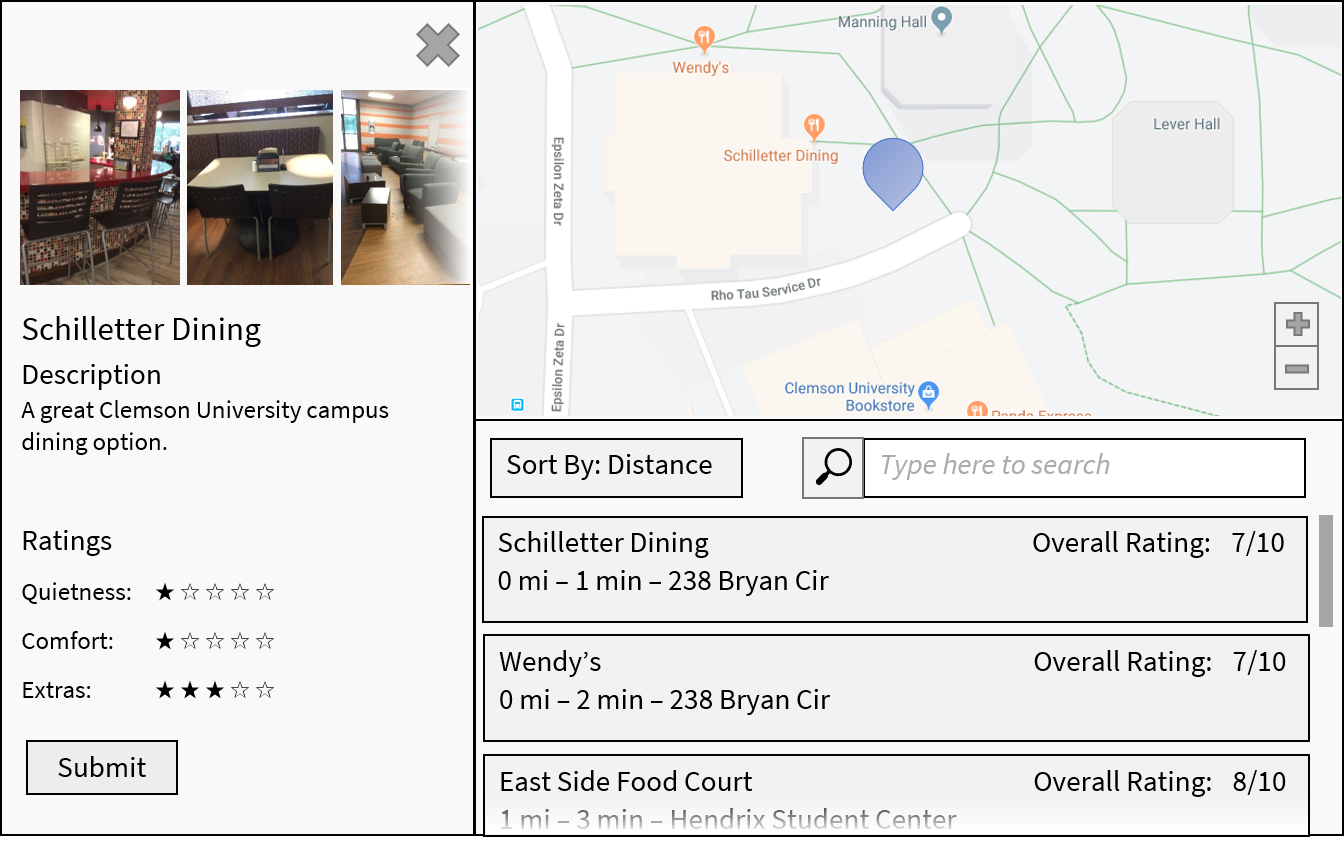 Schilletter Dining
Description
A great Clemson University campus
dining option.
Ratings
Quietness: ★ ☆ ☆ ☆ ☆
Comfort: ★ ☆ ☆ ☆ ☆
Extras: ★ ★ ★ ☆ ☆
Submit
Manning Hall
Wendy's
Lever Hall
Schilletter Dining
Epsilon Zeta Dr
Rho Tau Service Dr
Epsilon Zeta Dr
Clemson University
Bookstore
Panda Express
Sort By: Distance
Type here to search
Schilletter Dining Overall Rating: 7/10
0 mi – 1 min – 238 Bryan Cir
Wendy’s Overall Rating: 7/10
0 mi – 2 min – 238 Bryan Cir
East Side Food Court Overall Rating: 8/10
1 mi – 3 min – Hendrix Student Center